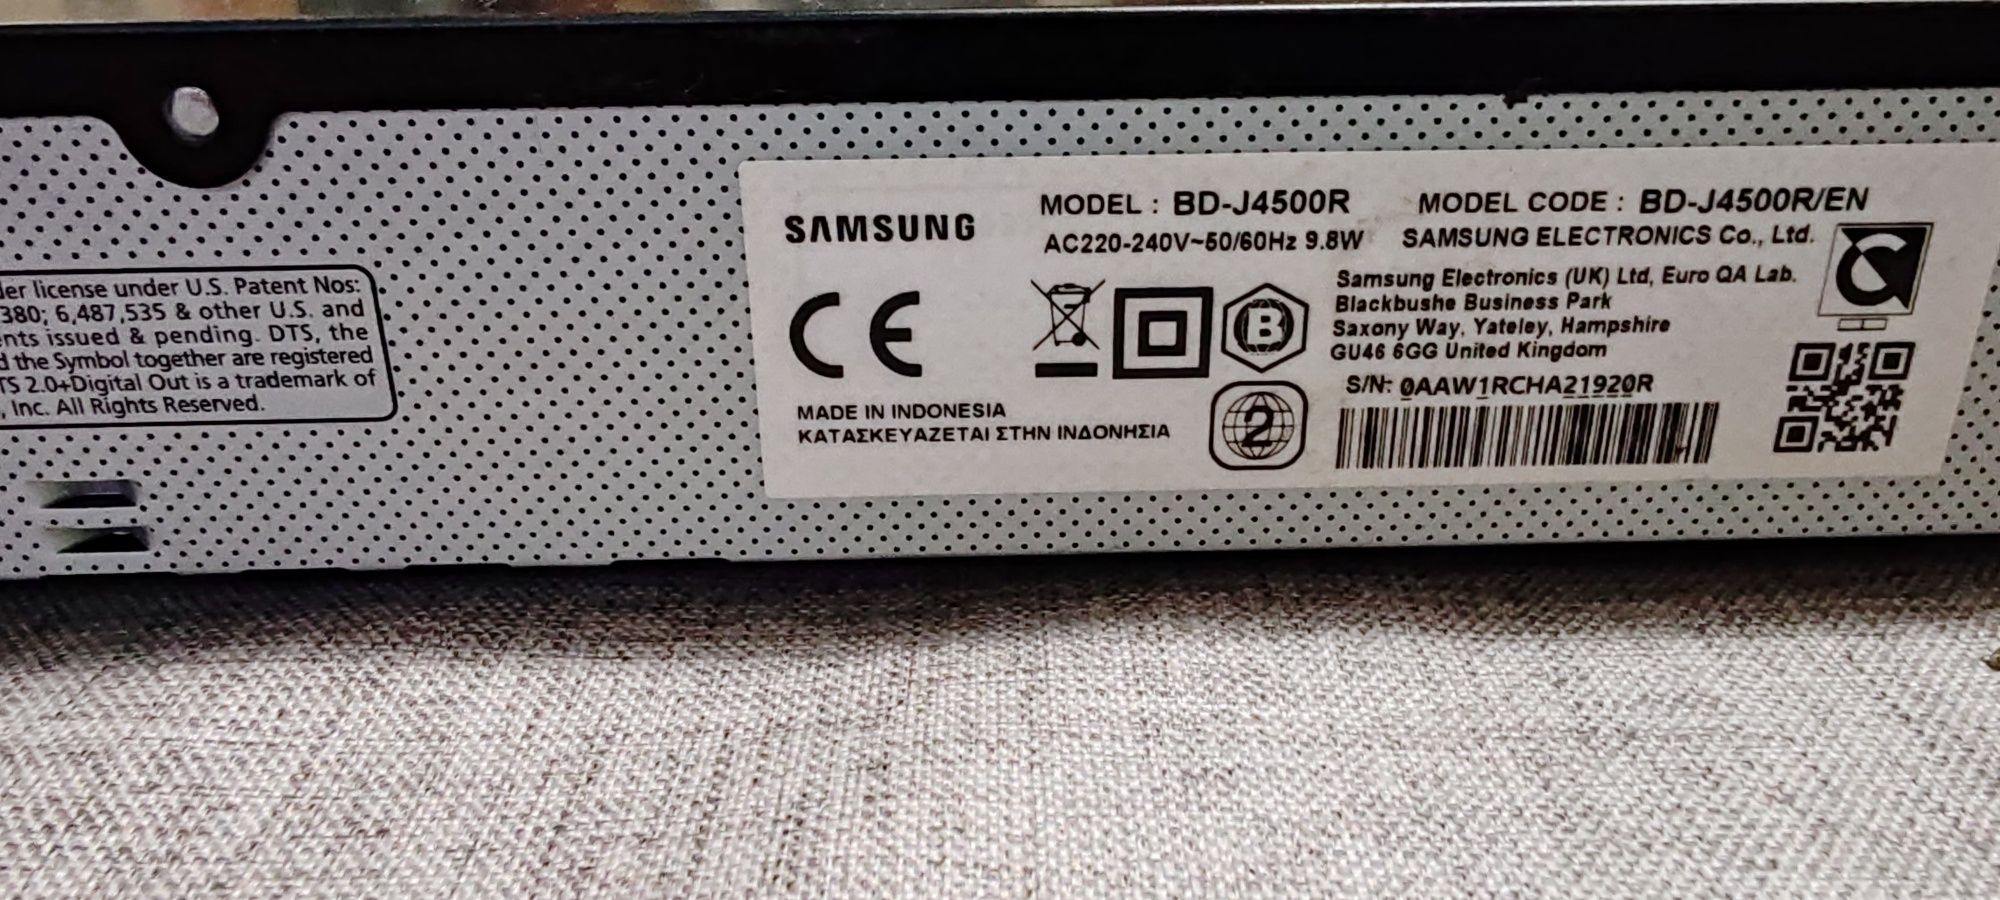 ler license under U.S. Patent Nos:
380; 6,487,535 & other U.S. and
nts issued & pending. DTS, the
d the Symbol together are registered
TS 2.0+Digital Out is a trademark of
, Inc. All Rights Reserved.
SAMSUNG
MODEL : BD-J4500R
MODEL CODE : BD-J4500R/EN
AC220-240V~50/60Hz 9.8W
SAMSUNG ELECTRONICS Co., Ltd.
Samsung Electronics (UK) Ltd, Euro QA Lab.
Blackbushe Business Park
Saxony Way, Yateley, Hampshire
GU46 6GG United Kingdom
CE
B
S/N: 0AAW1RCHA21920R
MADE IN INDONESIA
ΚΑΤΑΣΚΕΥΑΖΕΤΑΙ ΣΤΗΝ ΙΝΔΟΝΗΣΙΑ
2